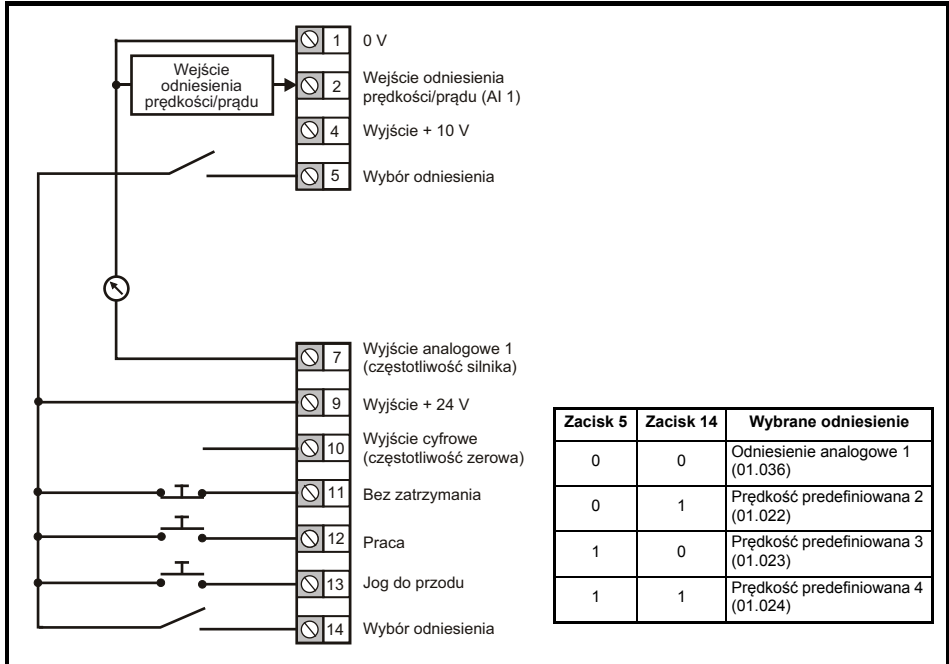 1 0 V
Wejście
odniesienia
prędkości/prądu
2 Wejście odniesienia
prędkości/prądu (AI 1)
4 Wyjście + 10 V
5 Wybór odniesienia
7 Wyjście analogowe 1
(częstotliwość silnika)
9 Wyjście + 24 V
10 Wyjście cyfrowe
(częstotliwość zerowa)
11 Bez zatrzymania
12 Praca
13 Jog do przodu
14 Wybór odniesienia
Zacisk 5 Zacisk 14 Wybrane odniesienie
0 0 Odniesienie analogowe 1
(01.036)
0 1 Prędkość predefiniowana 2
(01.022)
1 0 Prędkość predefiniowana 3
(01.023)
1 1 Prędkość predefiniowana 4
(01.024)